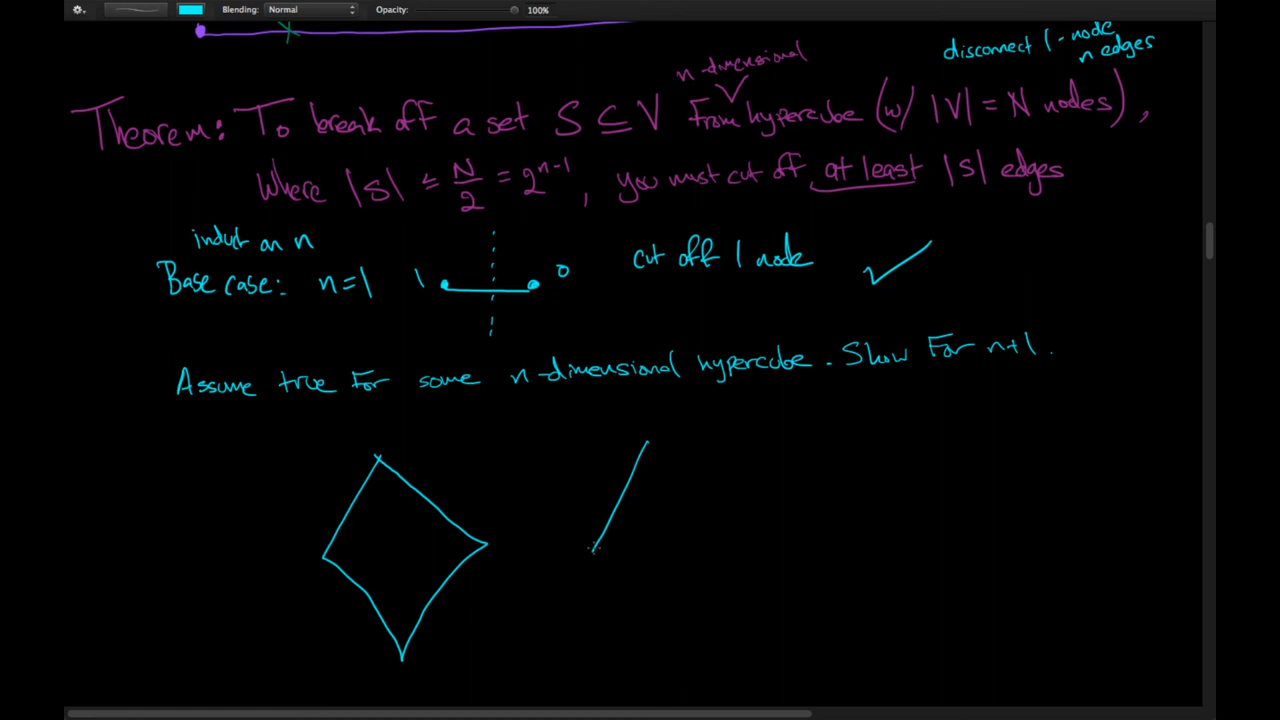 Blending: Normal Opacity: 100%
disconnect 1-node
n edges
n-dimensional
Theorem: To break off a set S ⊆ V From hypercube (w/ |V| = N nodes),
Where |S| ≤ N/2 = 2^{n-1}, you must cut off at least |S| edges
induct on n
Base case: n=1 1 0 cut off 1 node ✓
Assume true For some n-dimensional hypercube. Show For n+1.